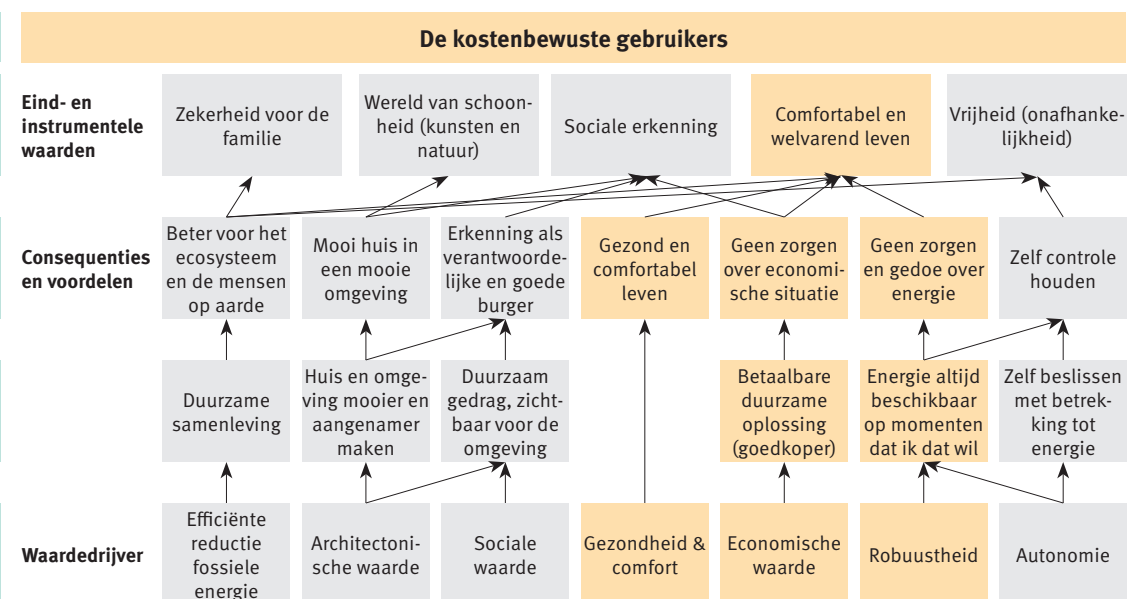 De kostenbewuste gebruikers
Eind- en
instrumentele
waarden
Zekerheid voor de
familie
Wereld van schoon-
heid (kunsten en
natuur)
Sociale erkenning
Comfortabel en
welvarend leven
Vrijheid (onafhanke-
lijkheid)
Consequenties
en voordelen
Beter voor het
ecosysteem
en de mensen
op aarde
Mooi huis in
een mooie
omgeving
Erkenning als
verantwoorde-
lijke en goede
burger
Gezond en
comfortabel
leven
Geen zorgen
over economi-
sche situatie
Geen zorgen
en gedoe over
energie
Zelf controle
houden
Duurzame
samenleving
Huis en omge-
ving mooier en
aangenamer
maken
Duurzaam
gedrag, zicht-
baar voor de
omgeving
Betaalbare
duurzame
oplossing
(goedkoper)
Energie altijd
beschikbaar
op momenten
dat ik dat wil
Zelf beslissen
met betrek-
king tot
energie
Waardedrijver
Efficiënte
reductie
fossiele
energie
Architectoni-
sche waarde
Sociale
waarde
Gezondheid &
comfort
Economische
waarde
Robuustheid
Autonomie